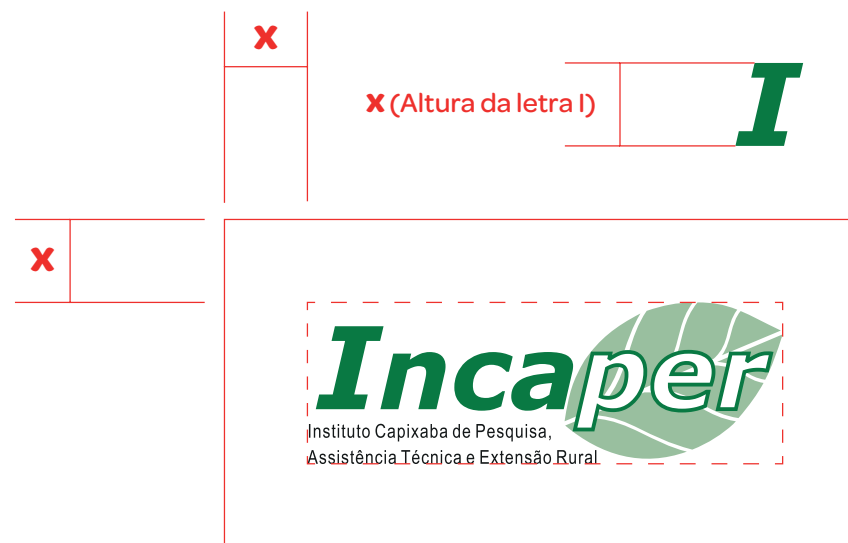 x
x (Altura da letra I)
I
x
Incaper
Instituto Capixaba de Pesquisa,
Assistência Técnica e Extensão Rural